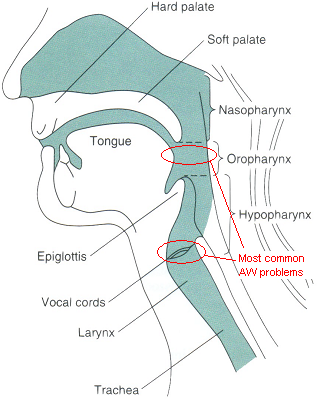 Hard palate
Soft palate
Nasopharynx
Tongue
Oropharynx
Hypopharynx
Epiglottis
Most common
AW problems
Vocal cords
Larynx
Trachea